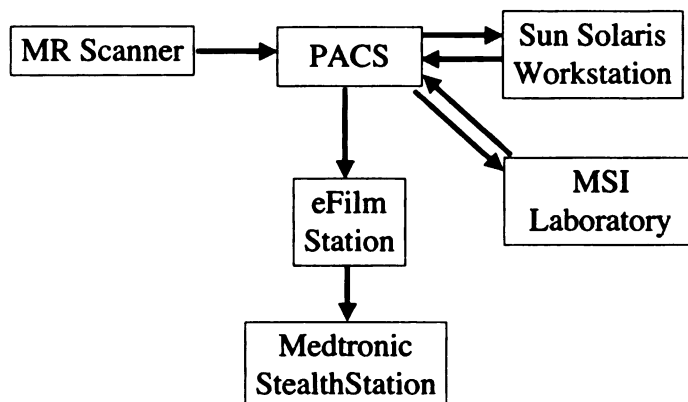 MR Scanner
PACS
Sun Solaris
Workstation
MSI
Laboratory
eFilm
Station
Medtronic
StealthStation